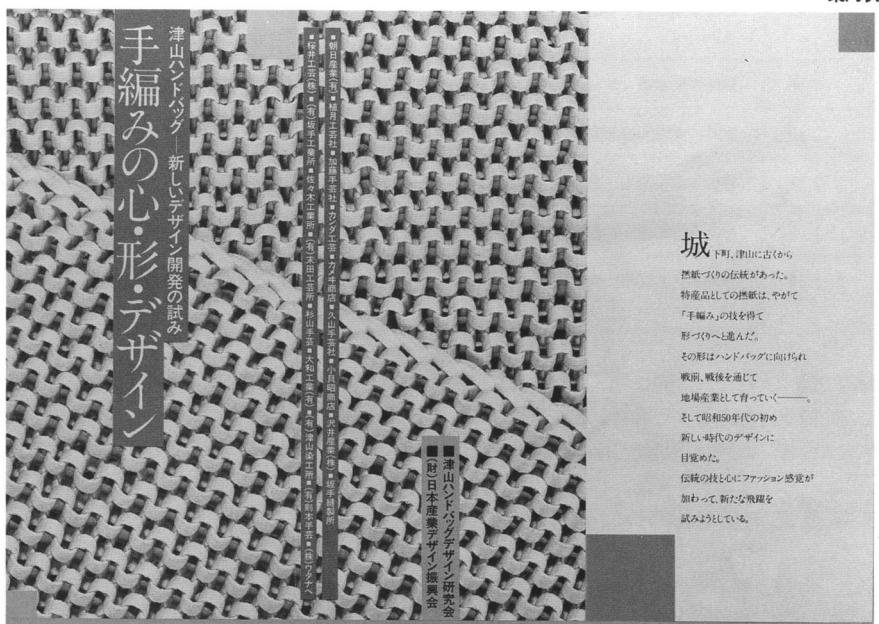 津山ハンドバッグ—新しいデザイン開発の試み
手編みの心・形・デザイン
■朝日産業(有)■植月工芸社■加藤手芸社■カンダ工芸■カメヰ商店■久山手芸社■小貝昭商店■沢井産業(株)■坂手縫製所
■桜井工芸(株)■(有)坂手工業所■佐々木工業所■(有)末田工芸所■杉山手芸■大和工業(有)■(有)津山染工所■(有)則本手芸■(株)ワタナベ
■津山ハンドバッグデザイン研究会
■(財)日本産業デザイン振興会
城下町、津山に古くから
撚紙づくりの伝統があった。
特産品としての撚紙は、やがて
「手編み」の技を得て
形づくりへと進んだ。
その形はハンドバッグに向けられ
戦前、戦後を通じて
地場産業として育っていく——。
そして昭和50年代の初め
新しい時代のデザインに
目覚めた。
伝統の技と心にファッション感覚が
加わって、新たな飛躍を
試みようとしている。